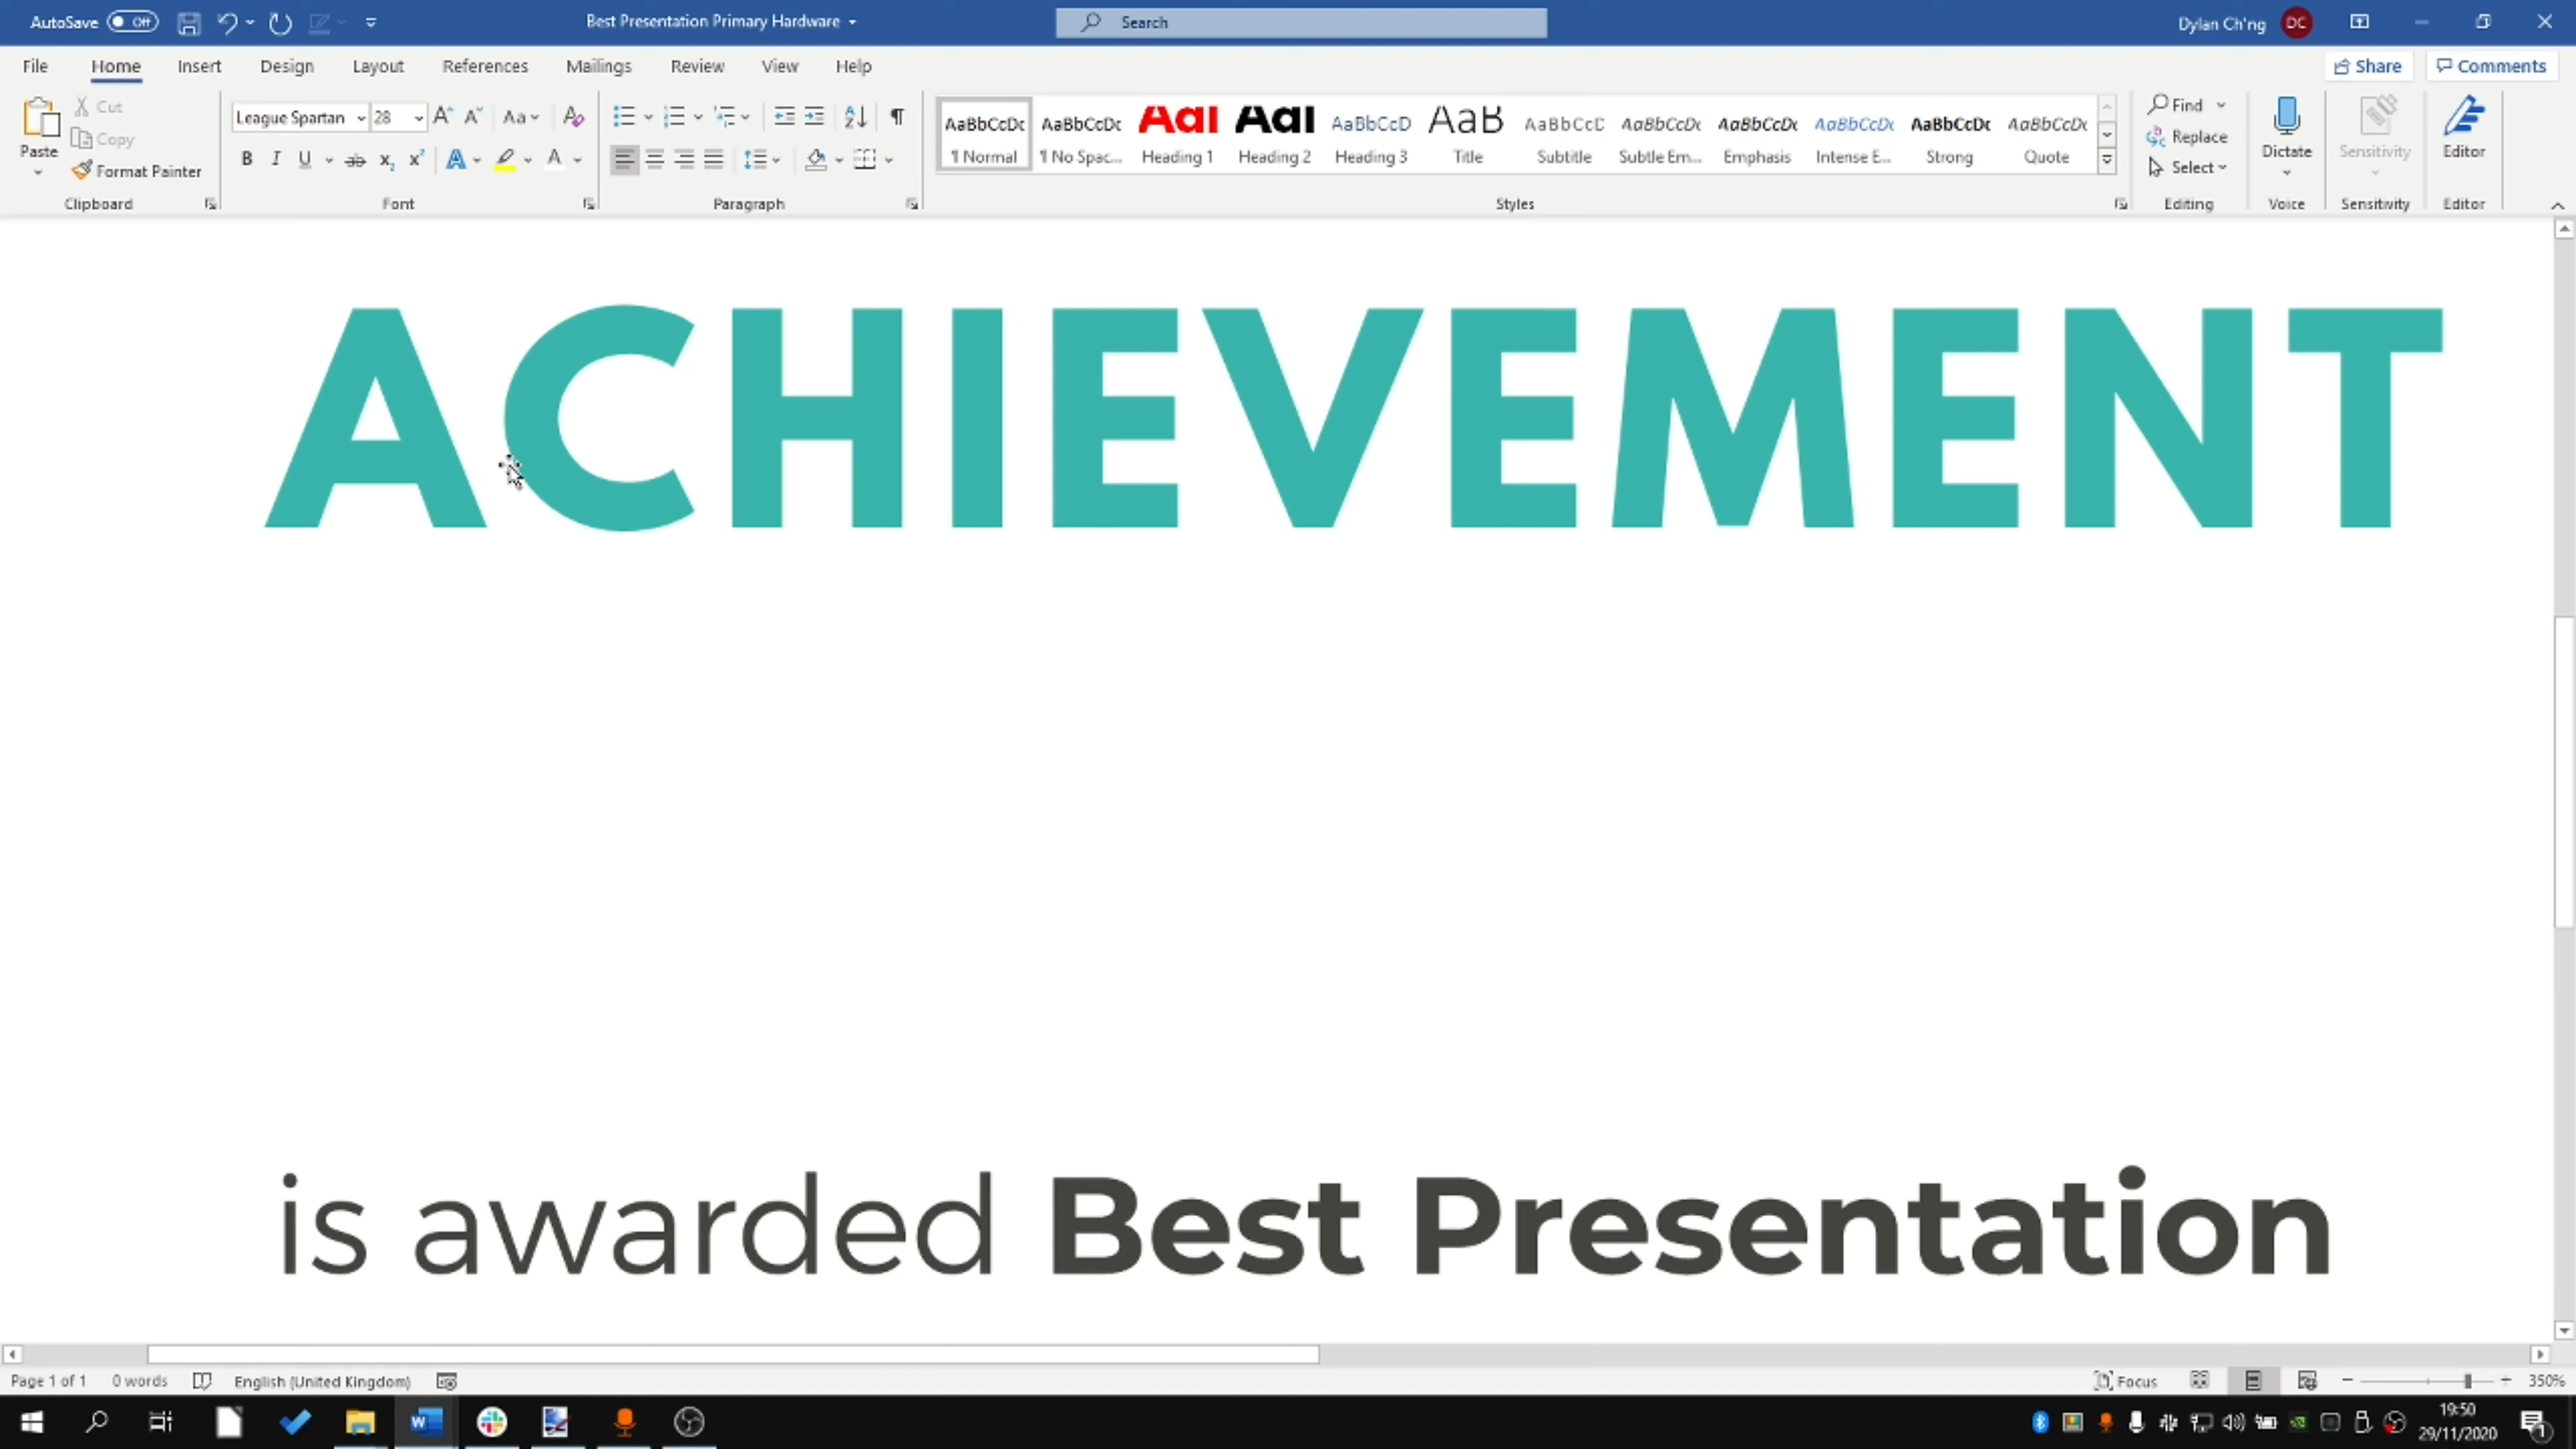 AutoSave Off Best Presentation Primary Hardware Search Dylan Ch'ng DC
File Home Insert Design Layout References Mailings Review View Help Share Comments
Paste Cut Copy Format Painter
League Spartan 28 Aa
B I U ab x₂ x² A A
AaBbCcDc AaBbCcDc AaI AaI AaBbCcD AaB AaBbCcC AaBbCcDc AaBbCcDc AaBbCcDc AaBbCcDc AaBbCcDc
¶ Normal ¶ No Spac... Heading 1 Heading 2 Heading 3 Title Subtitle Subtle Em... Emphasis Intense E... Strong Quote
Find
Replace
Select
Dictate Sensitivity Editor
Clipboard Font Paragraph Styles Editing Voice Sensitivity Editor
ACHIEVEMENT
is awarded Best Presentation
Page 1 of 1 0 words English (United Kingdom) Focus 350%
19:50
29/11/2020